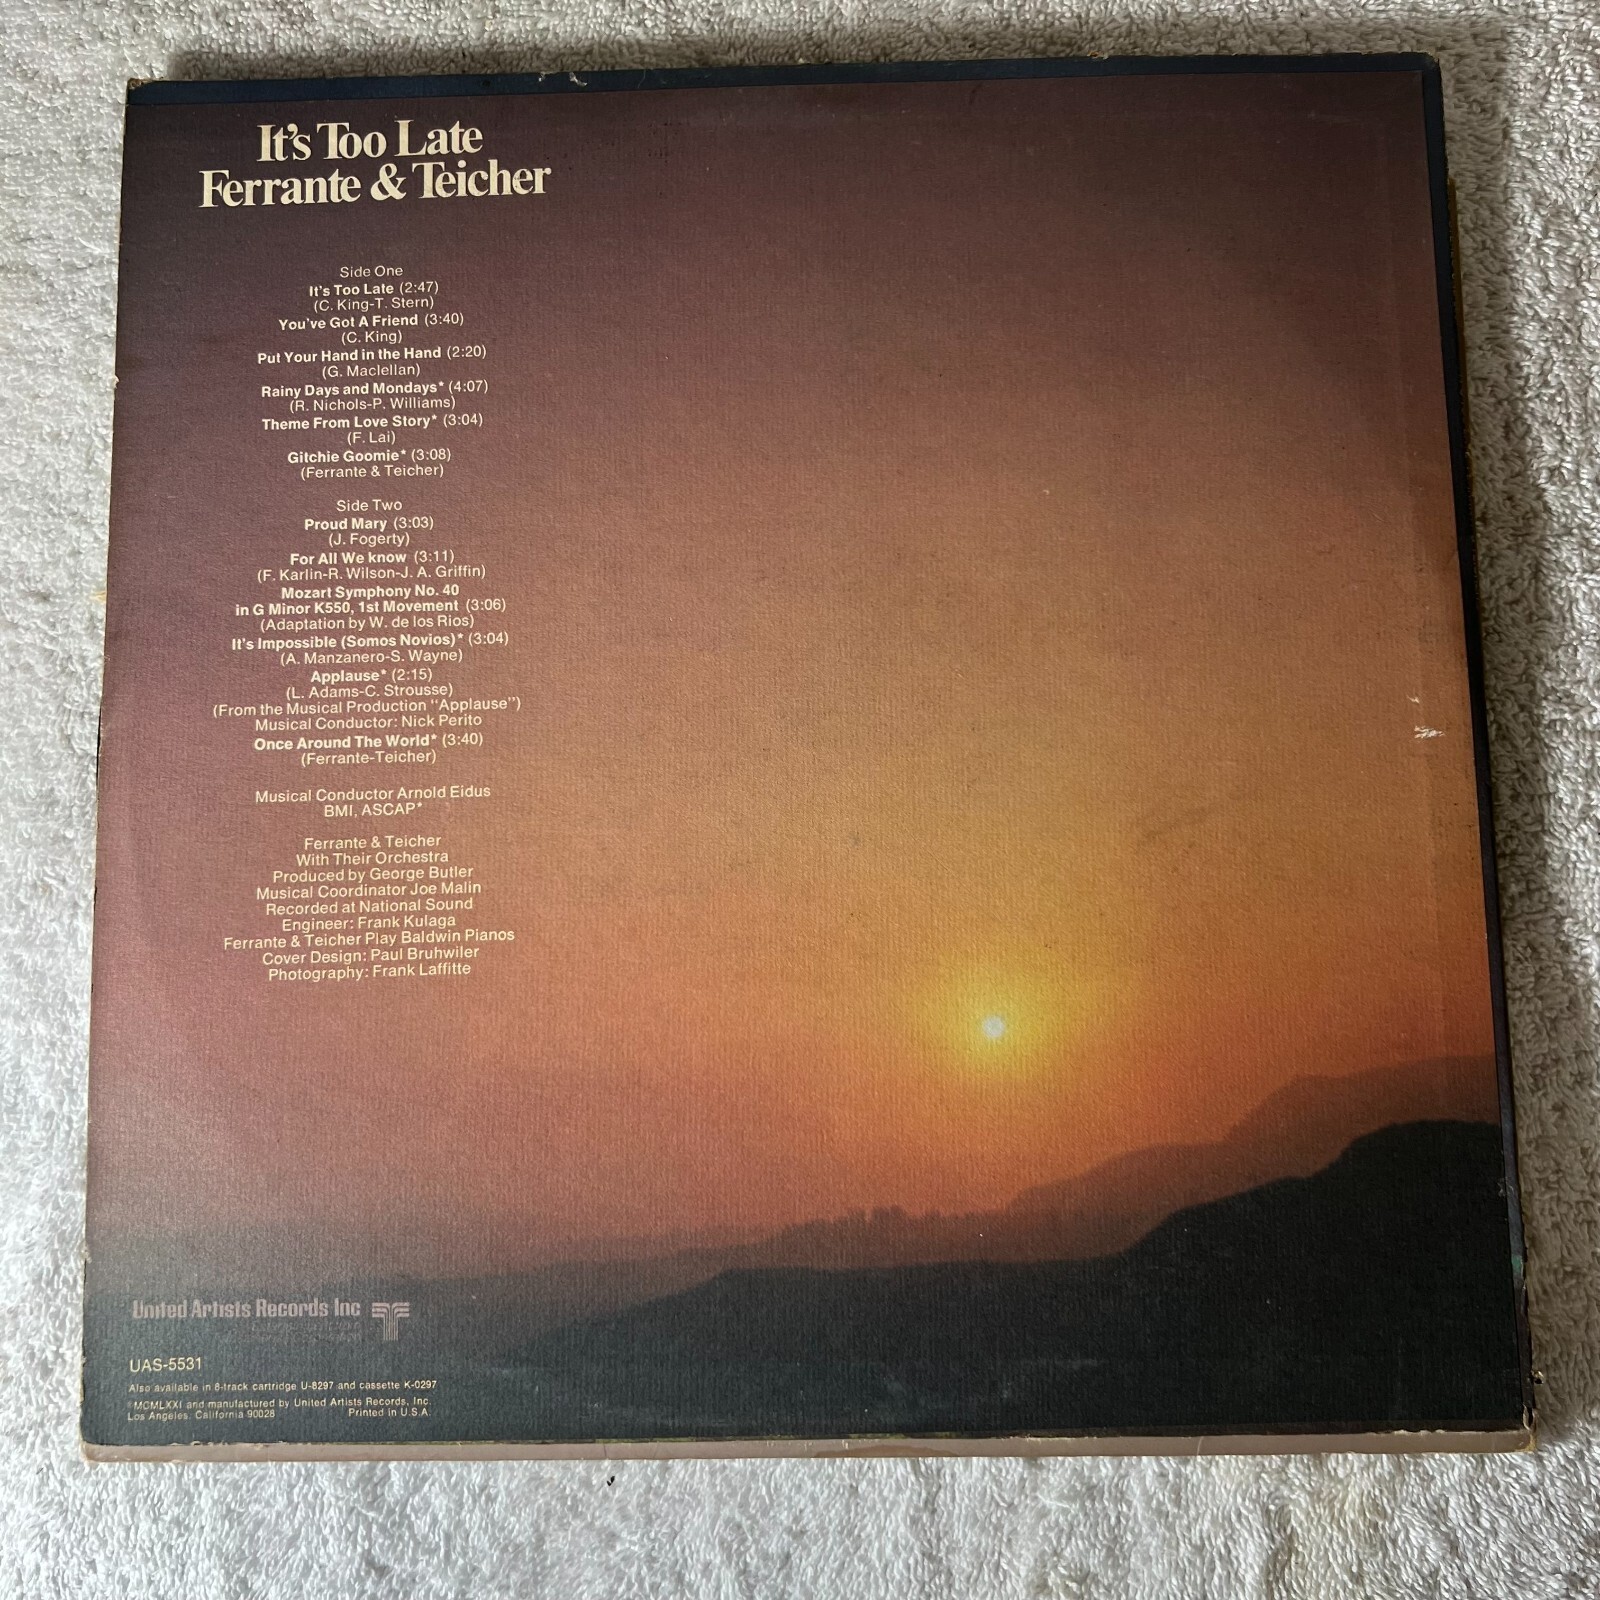 It's Too Late
Ferrante & Teicher
Side One
It's Too Late (2:47)
(C. King-T. Stern)
You've Got A Friend (3:40)
(C. King)
Put Your Hand in the Hand (2:20)
(G. Maclellan)
Rainy Days and Mondays* (4:07)
(R. Nichols-P. Williams)
Theme From Love Story* (3:04)
(F. Lai)
Gitchie Goomie* (3:08)
(Ferrante & Teicher)
Side Two
Proud Mary (3:03)
(J. Fogerty)
For All We know (3:11)
(F. Karlin-R. Wilson-J. A. Griffin)
Mozart Symphony No. 40
in G Minor K550, 1st Movement (3:06)
(Adaptation by W. de los Rios)
It's Impossible (Somos Novios)* (3:04)
(A. Manzanero-S. Wayne)
Applause* (2:15)
(L. Adams-C. Strousse)
(From the Musical Production "Applause")
Musical Conductor: Nick Perito
Once Around The World* (3:40)
(Ferrante-Teicher)
Musical Conductor Arnold Eidus
BMI, ASCAP*
Ferrante & Teicher
With Their Orchestra
Produced by George Butler
Musical Coordinator Joe Malin
Recorded at National Sound
Engineer: Frank Kulaga
Ferrante & Teicher Play Baldwin Pianos
Cover Design: Paul Bruhwiler
Photography: Frank Laffitte
United Artists Records Inc
UAS-5531
Also available in 8-track cartridge U-8297 and cassette K-0297
MCMLXXI and manufactured by United Artists Records, Inc.
Los Angeles, California 90028 Printed in U.S.A.